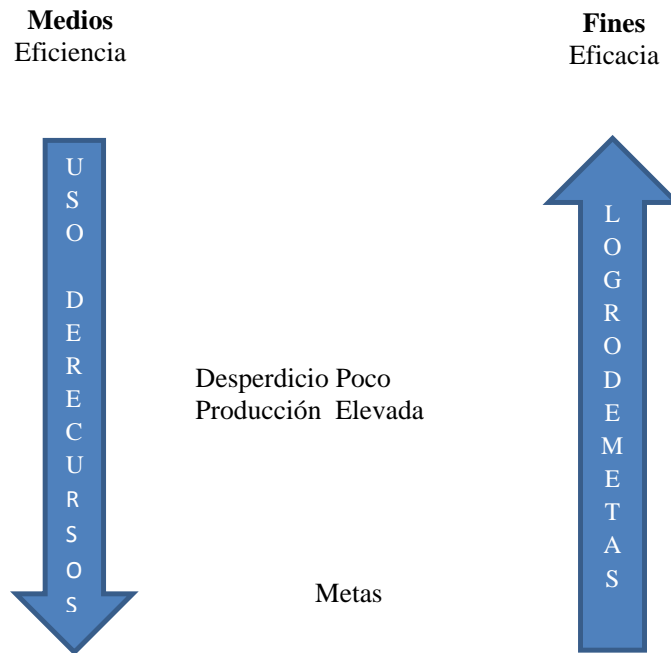 Medios
Eficiencia
Fines
Eficacia
USO DERECURSOS
LOGRODEMETAS
Desperdicio Poco
Producción Elevada
Metas